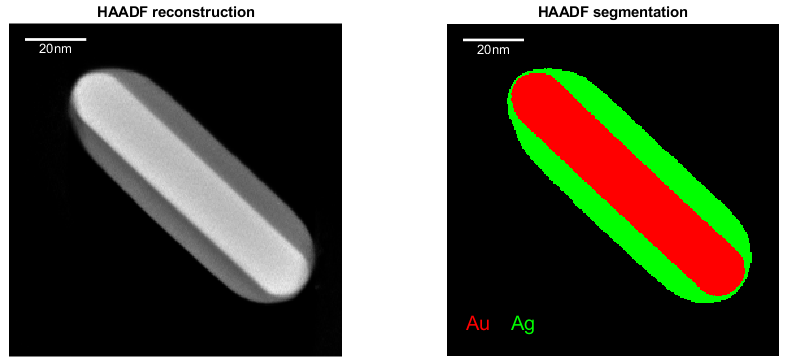 HAADF reconstruction
20nm
HAADF segmentation
20nm
Au Ag